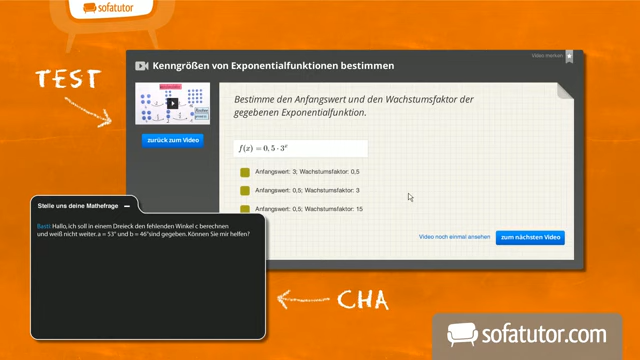 sofatutor
TEST
Kenngrößen von Exponentialfunktionen bestimmen
Video merken
Bestimme den Anfangswert und den Wachstumsfaktor der
gegebenen Exponentialfunktion.
zurück zum Video
f(x) = 0, 5 · 3^x
Anfangswert: 3; Wachstumsfaktor: 0,5
Anfangswert: 0,5; Wachstumsfaktor: 3
Anfangswert: 0,5; Wachstumsfaktor: 15
Video noch einmal ansehen
zum nächsten Video
Stelle uns deine Mathefrage
Basti: Hallo, ich soll in einem Dreieck den fehlenden Winkel c berechnen
und weiß nicht weiter. a = 53° und b = 46° sind gegeben. Können Sie mir helfen?
CHA
sofatutor.com